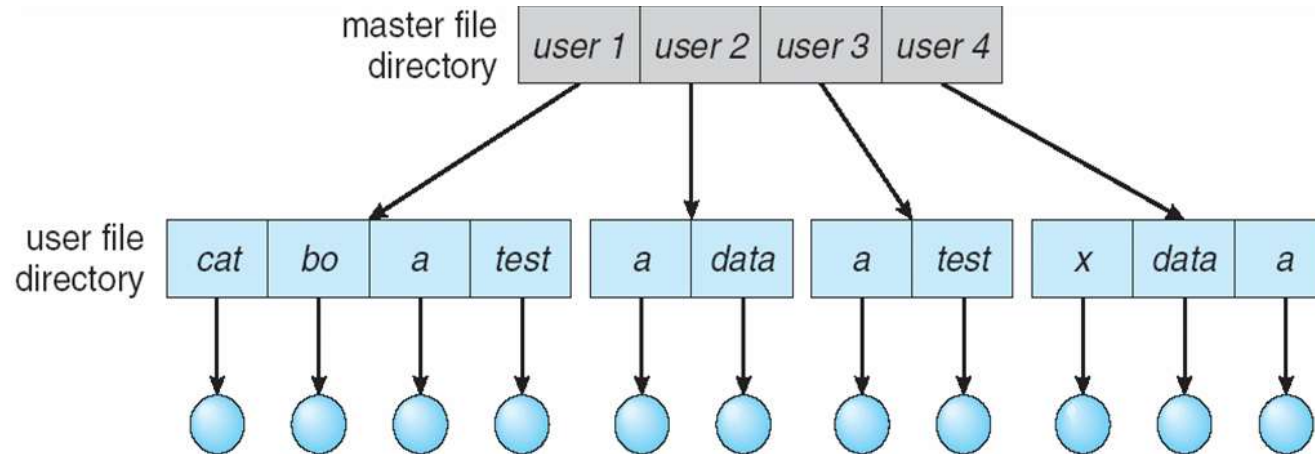 master file
directory
user 1 user 2 user 3 user 4
user file
directory
cat bo a test a data a test x data a